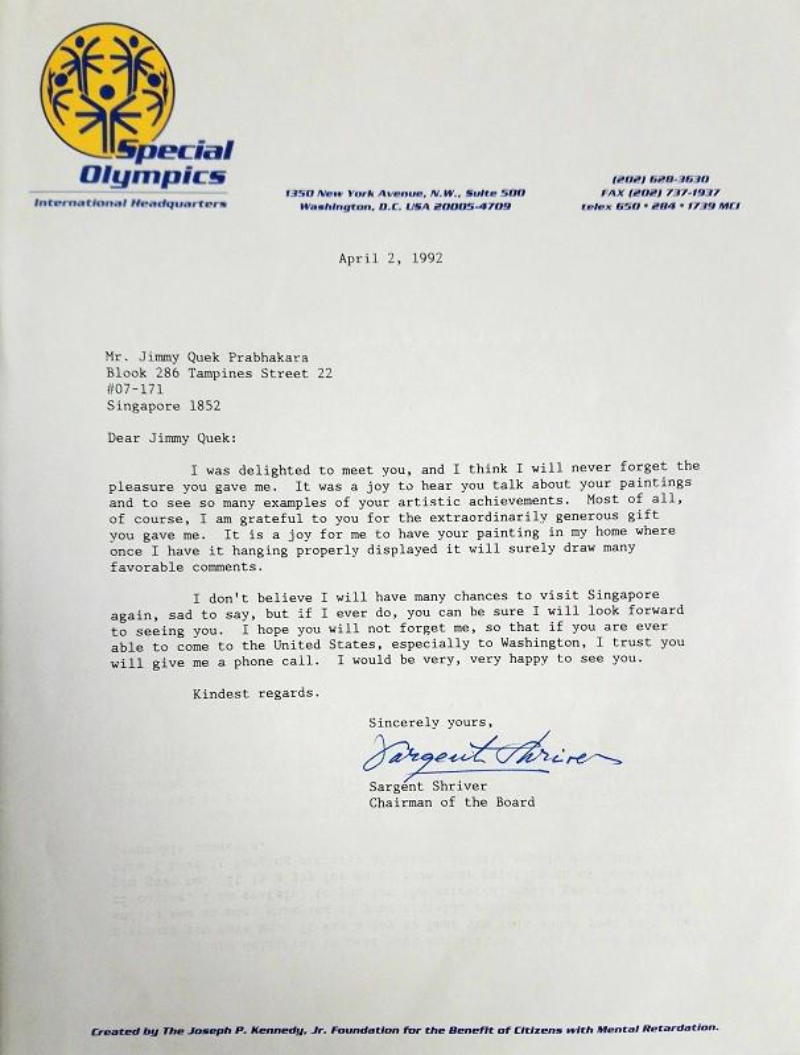 Special
Olympics
International Headquarters
1350 New York Avenue, N.W., Suite 500
Washington, D.C. USA 20005-4709
(202) 628-3630
FAX (202) 737-1937
telex 650 • 284 • 1739 MCI
April 2, 1992
Mr. Jimmy Quek Prabhakara
Blook 286 Tampines Street 22
#07-171
Singapore 1852
Dear Jimmy Quek:
I was delighted to meet you, and I think I will never forget the
pleasure you gave me. It was a joy to hear you talk about your paintings
and to see so many examples of your artistic achievements. Most of all,
of course, I am grateful to you for the extraordinarily generous gift
you gave me. It is a joy for me to have your painting in my home where
once I have it hanging properly displayed it will surely draw many
favorable comments.
I don't believe I will have many chances to visit Singapore
again, sad to say, but if I ever do, you can be sure I will look forward
to seeing you. I hope you will not forget me, so that if you are ever
able to come to the United States, especially to Washington, I trust you
will give me a phone call. I would be very, very happy to see you.
Kindest regards.
Sincerely yours,
Sargent Shriver
Sargent Shriver
Chairman of the Board
Created by The Joseph P. Kennedy, Jr. Foundation for the Benefit of Citizens with Mental Retardation.